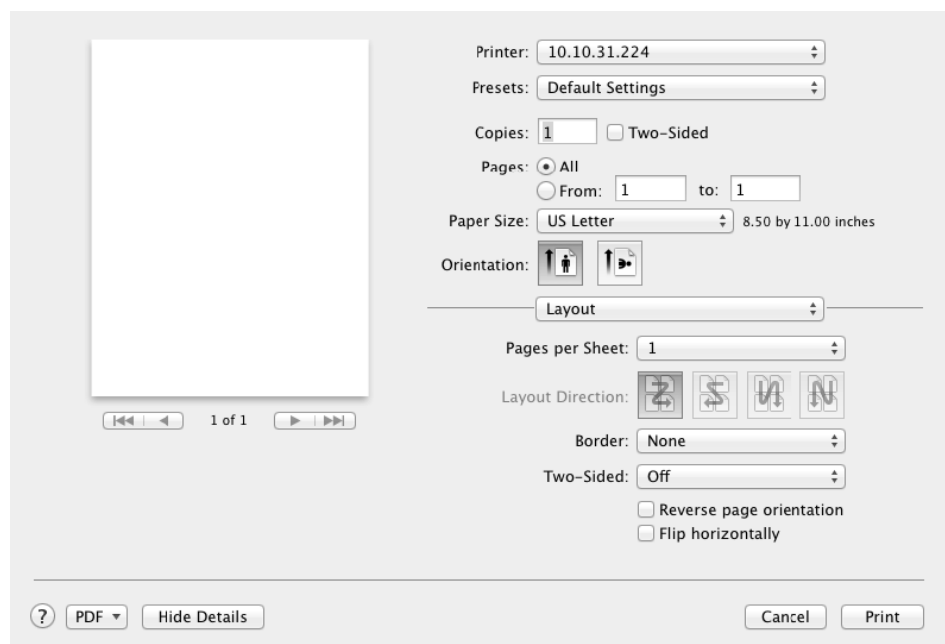 Printer: 10.10.31.224
Presets: Default Settings
Copies: 1 Two-Sided
Pages: All
From: 1 to: 1
Paper Size: US Letter 8.50 by 11.00 inches
Orientation:
Layout
Pages per Sheet: 1
Layout Direction:
1 of 1
Border: None
Two-Sided: Off
Reverse page orientation
Flip horizontally
? PDF Hide Details Cancel Print